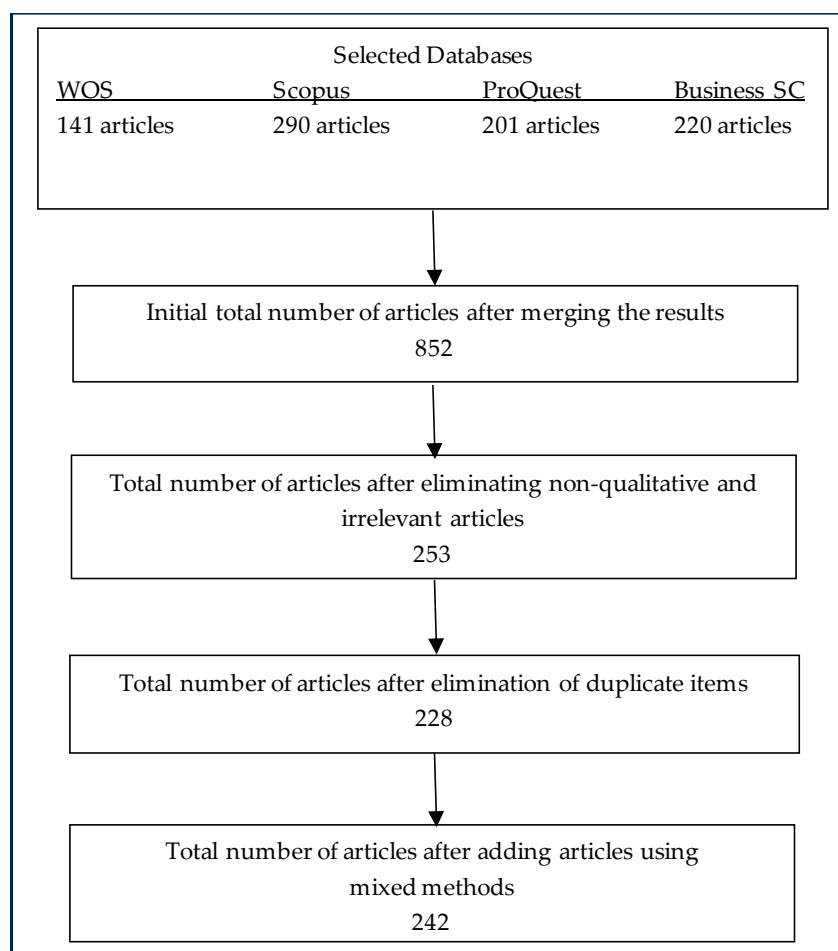 Selected Databases
WOS Scopus ProQuest Business SC
141 articles 290 articles 201 articles 220 articles
Initial total number of articles after merging the results
852
Total number of articles after eliminating non-qualitative and
irrelevant articles
253
Total number of articles after elimination of duplicate items
228
Total number of articles after adding articles using
mixed methods
242